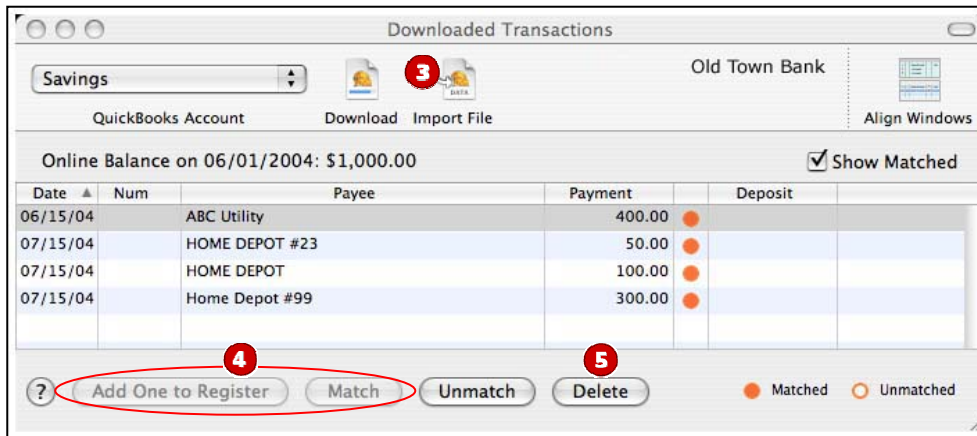 Downloaded Transactions
Savings
3
DATA
Old Town Bank
QuickBooks Account Download Import File Align Windows
Online Balance on 06/01/2004: $1,000.00 Show Matched
Date Num Payee Payment Deposit
06/15/04 ABC Utility 400.00
07/15/04 HOME DEPOT #23 50.00
07/15/04 HOME DEPOT 100.00
07/15/04 Home Depot #99 300.00
4 5
? Add One to Register Match Unmatch Delete Matched Unmatched